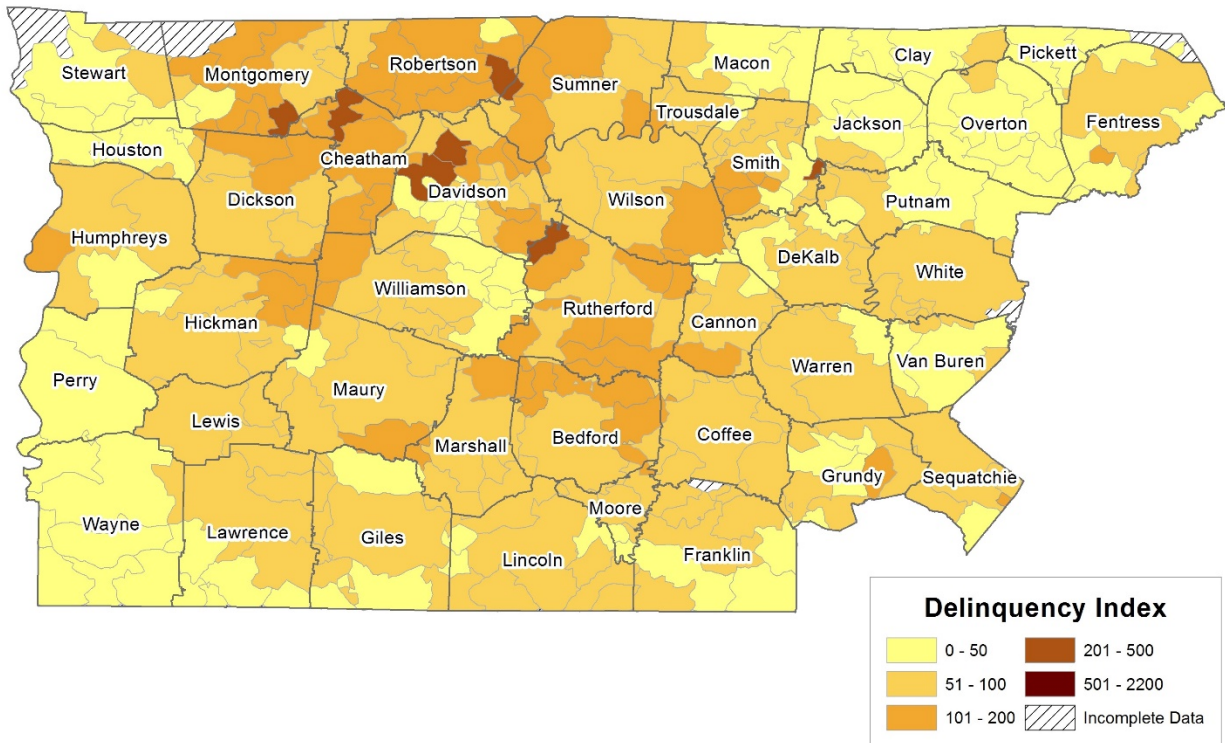 Stewart
Montgomery
Robertson
Sumner
Macon
Clay
Pickett
Trousdale
Jackson
Overton
Fentress
Houston
Cheatham
Smith
Dickson
Davidson
Wilson
Putnam
Humphreys
DeKalb
White
Williamson
Hickman
Rutherford
Cannon
Perry
Maury
Warren
Van Buren
Lewis
Marshall
Bedford
Coffee
Grundy
Sequatchie
Wayne
Lawrence
Giles
Moore
Lincoln
Franklin
Delinquency Index
0 - 50
201 - 500
51 - 100
501 - 2200
101 - 200
Incomplete Data